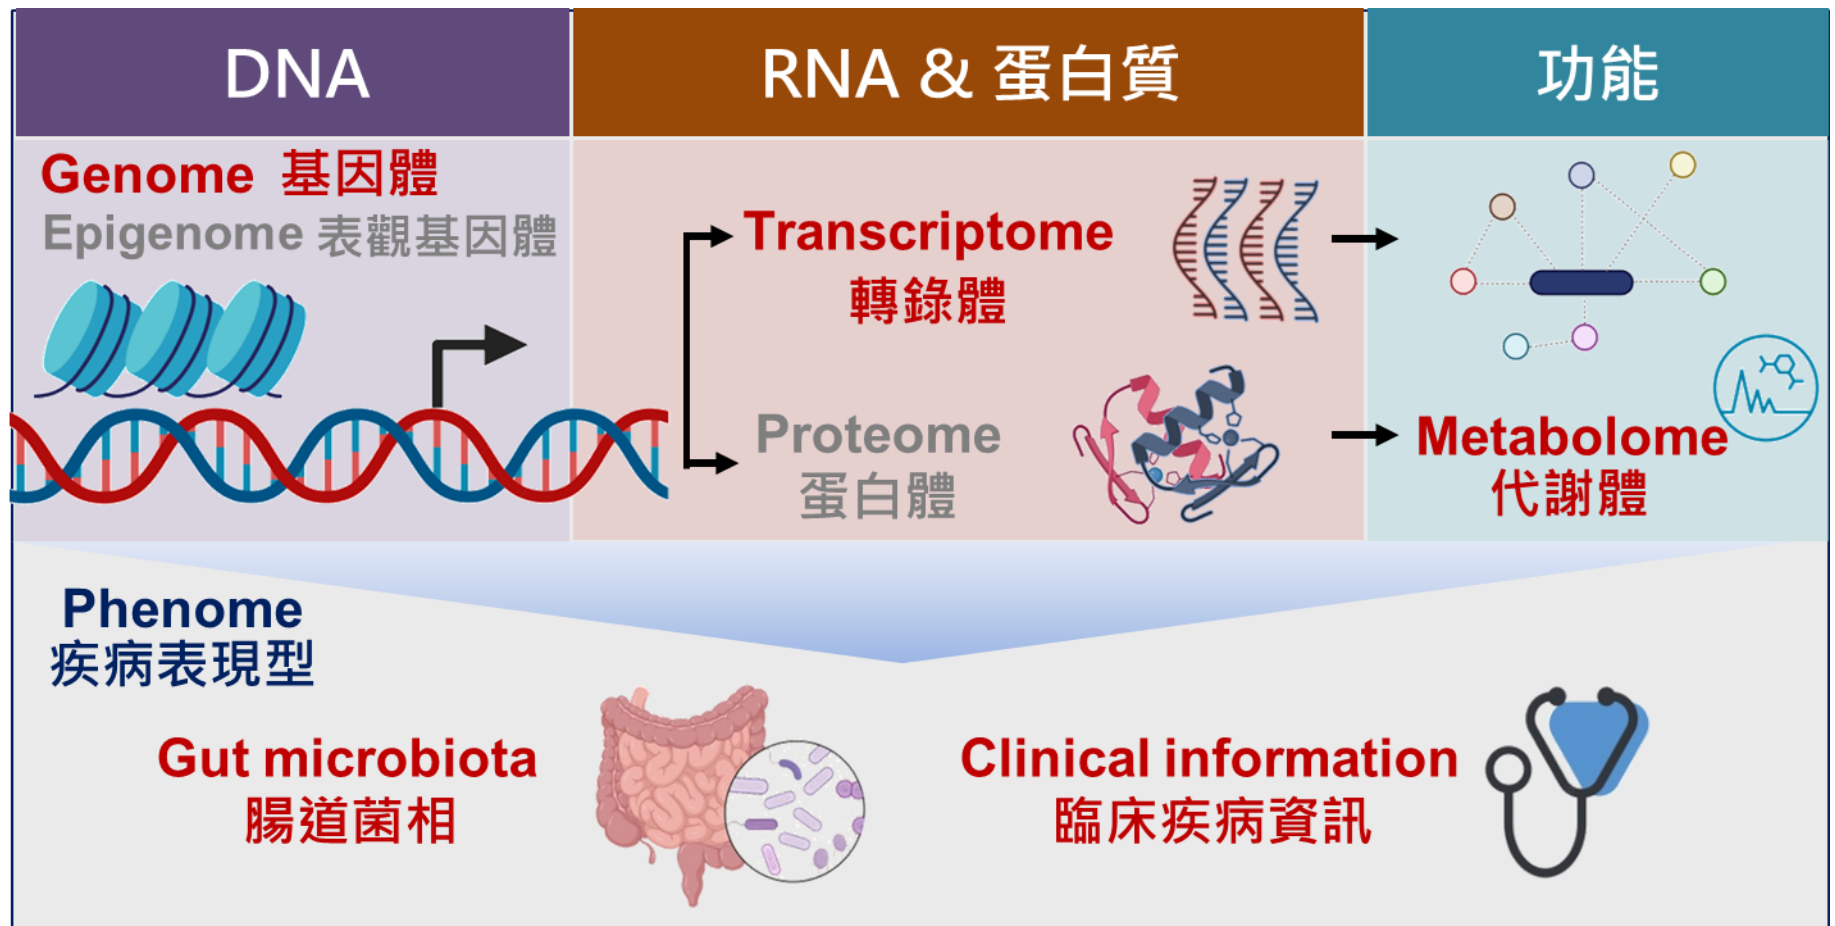 DNA
RNA & 蛋白質
功能
Genome 基因體
Epigenome 表觀基因體
Transcriptome
轉錄體
Proteome
蛋白體
Metabolome
代謝體
Phenome
疾病表現型
Gut microbiota
腸道菌相
Clinical information
臨床疾病資訊